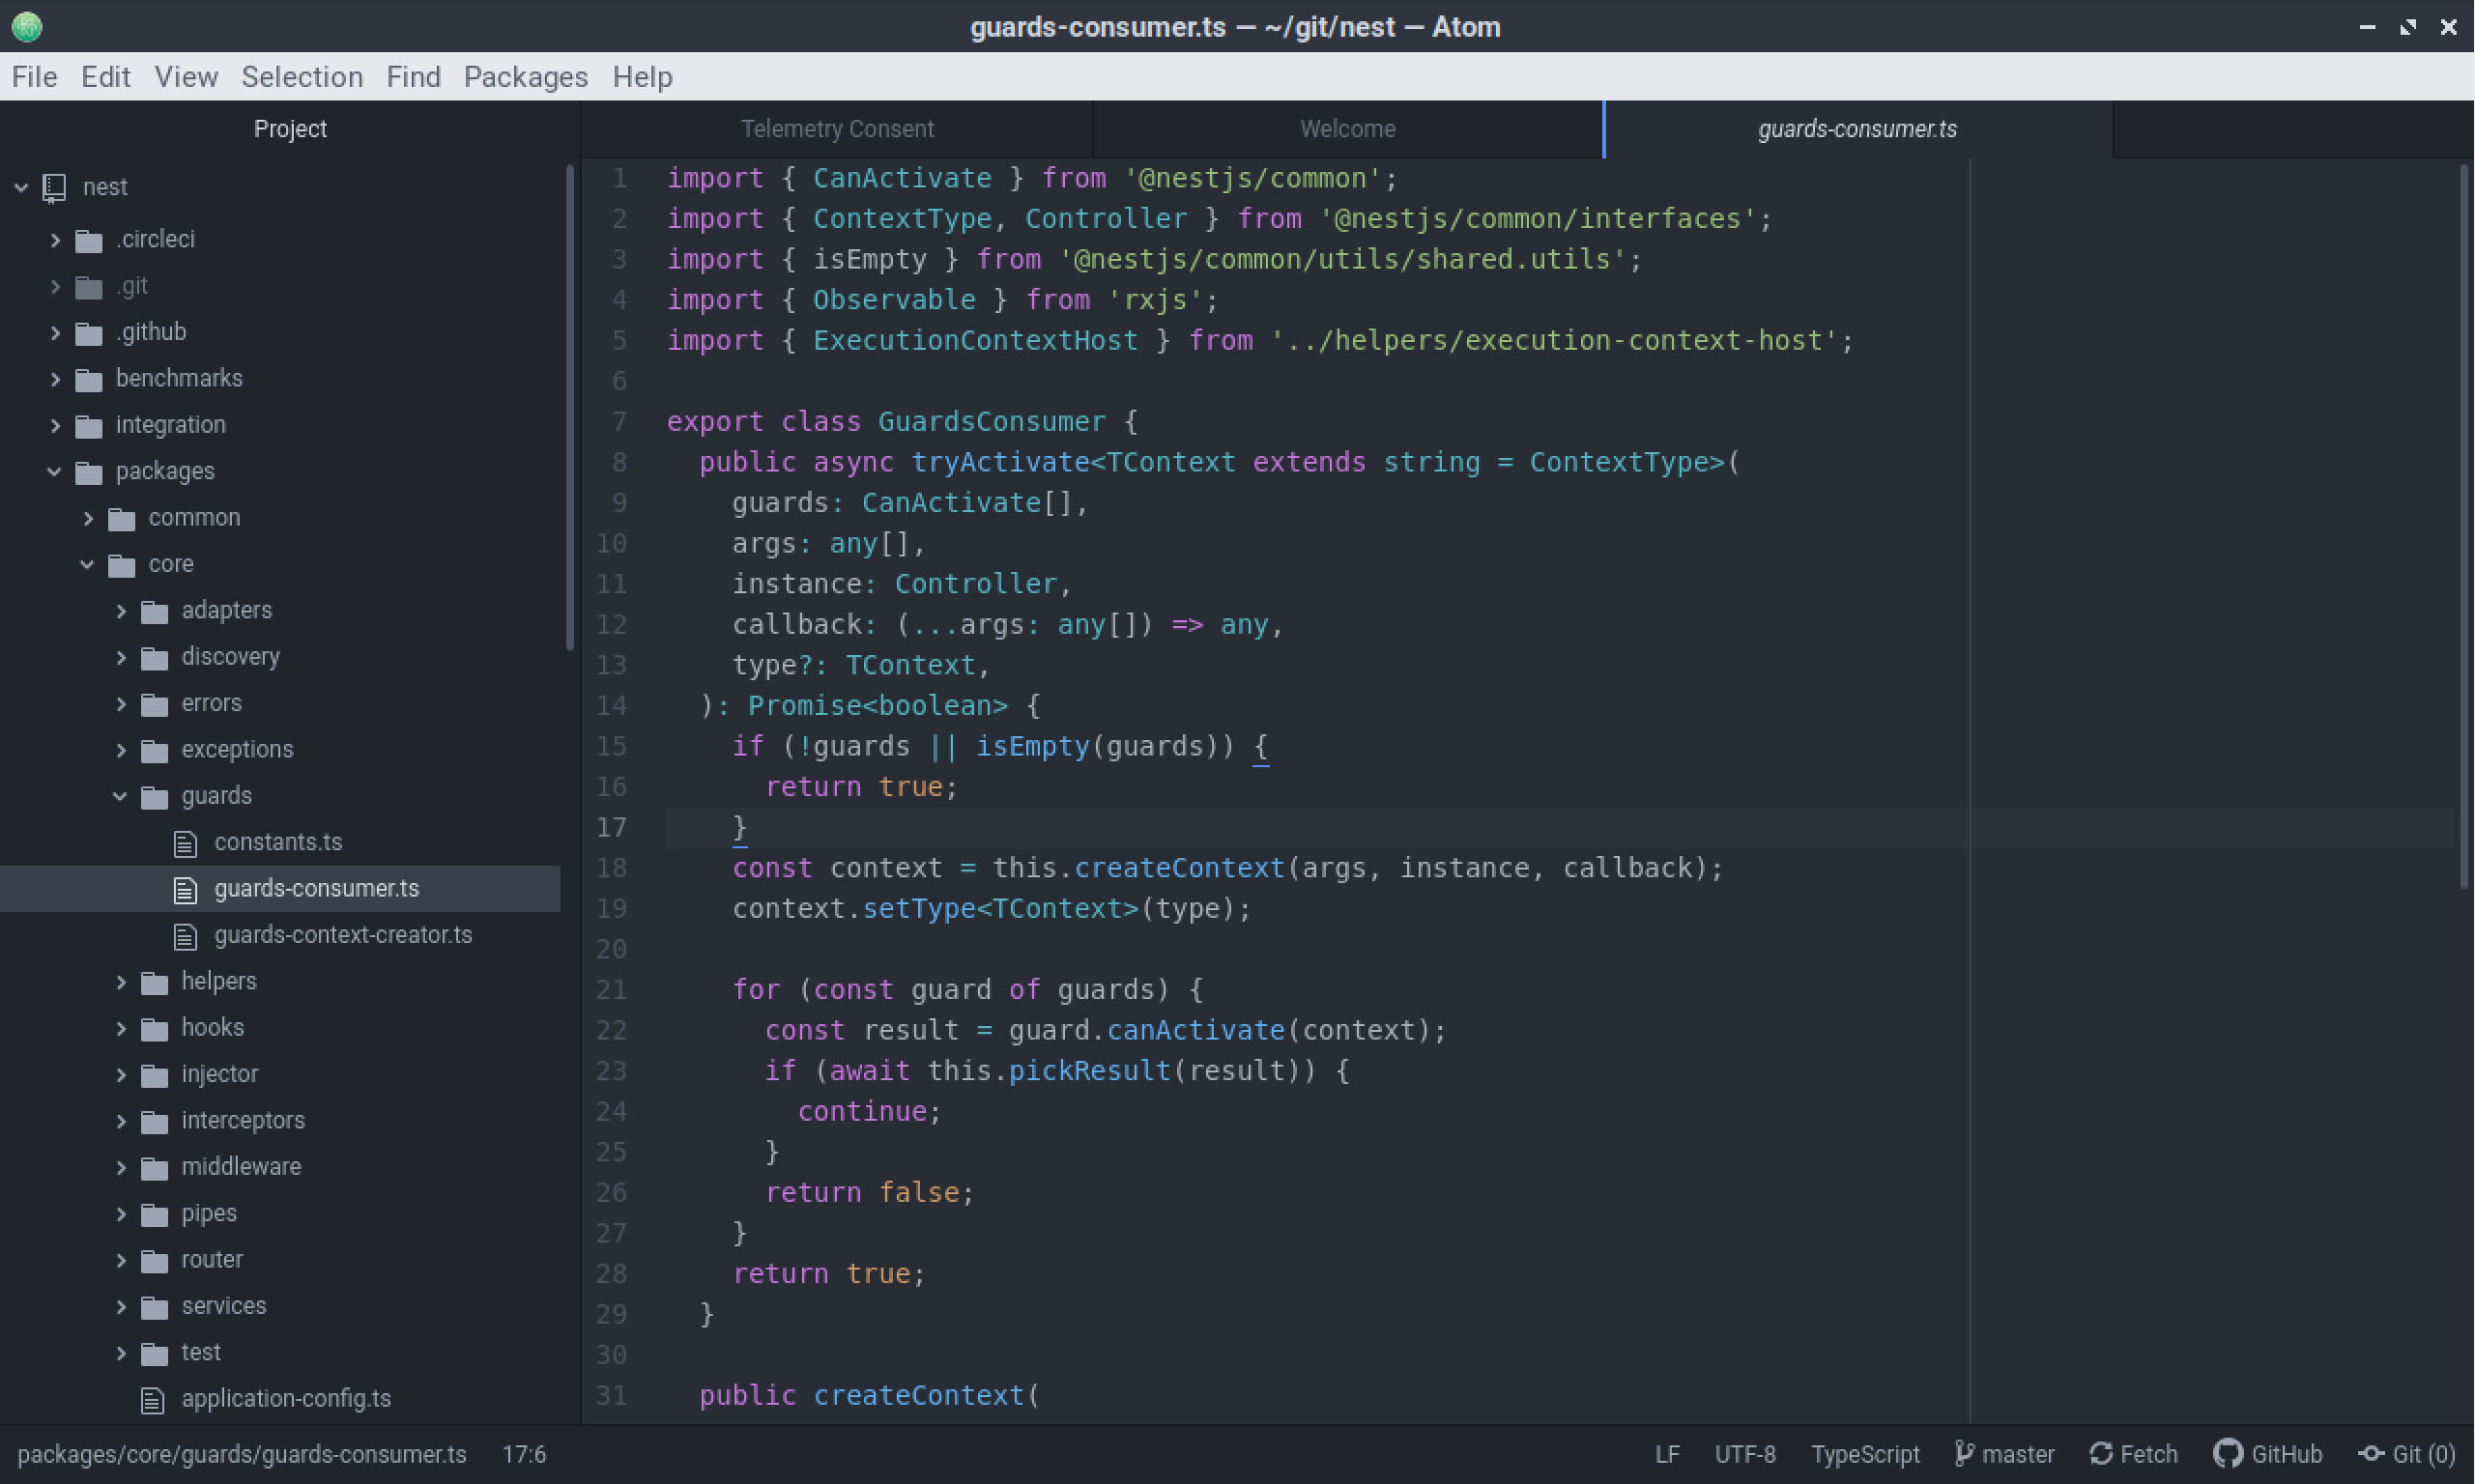 guards-consumer.ts — ~/git/nest — Atom
File Edit View Selection Find Packages Help
Project
nest
.circleci
.git
.github
benchmarks
integration
packages
common
core
adapters
discovery
errors
exceptions
guards
constants.ts
guards-consumer.ts
guards-context-creator.ts
helpers
hooks
injector
interceptors
middleware
pipes
router
services
test
application-config.ts
Telemetry Consent Welcome guards-consumer.ts
1 import { CanActivate } from '@nestjs/common';
2 import { ContextType, Controller } from '@nestjs/common/interfaces';
3 import { isEmpty } from '@nestjs/common/utils/shared.utils';
4 import { Observable } from 'rxjs';
5 import { ExecutionContextHost } from '../helpers/execution-context-host';
6
7 export class GuardsConsumer {
8   public async tryActivate<TContext extends string = ContextType>(
9     guards: CanActivate[],
10     args: any[],
11     instance: Controller,
12     callback: (...args: any[]) => any,
13     type?: TContext,
14   ): Promise<boolean> {
15     if (!guards || isEmpty(guards)) {
16       return true;
17     }
18     const context = this.createContext(args, instance, callback);
19     context.setType<TContext>(type);
20
21     for (const guard of guards) {
22       const result = guard.canActivate(context);
23       if (await this.pickResult(result)) {
24         continue;
25       }
26       return false;
27     }
28     return true;
29   }
30
31   public createContext(
packages/core/guards/guards-consumer.ts 17:6 LF UTF-8 TypeScript master Fetch GitHub Git (0)